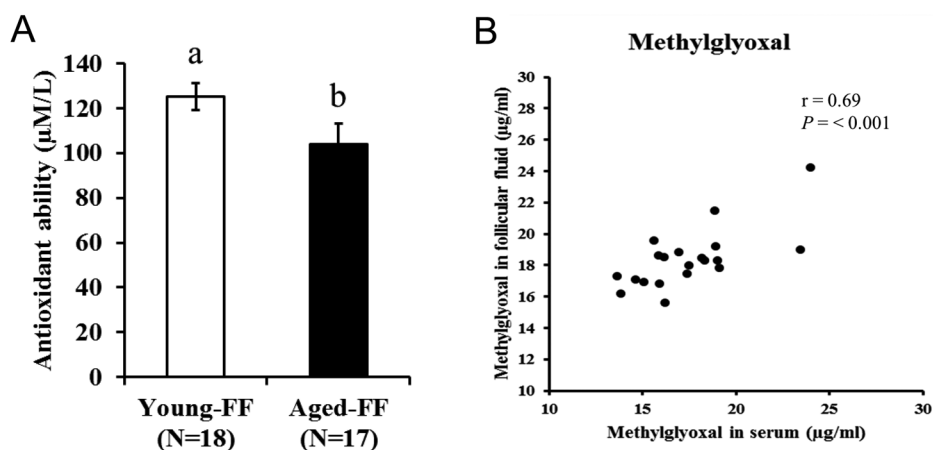 A
Antioxidant ability (µM/L)
140
120
100
80
60
40
20
0
a
b
Young-FF
(N=18)
Aged-FF
(N=17)
B
Methylglyoxal
r = 0.69
P = < 0.001
Methylglyoxal in follicular fluid (µg/ml)
30
28
26
24
22
20
18
16
14
12
10
10
15
20
25
30
Methylglyoxal in serum (µg/ml)